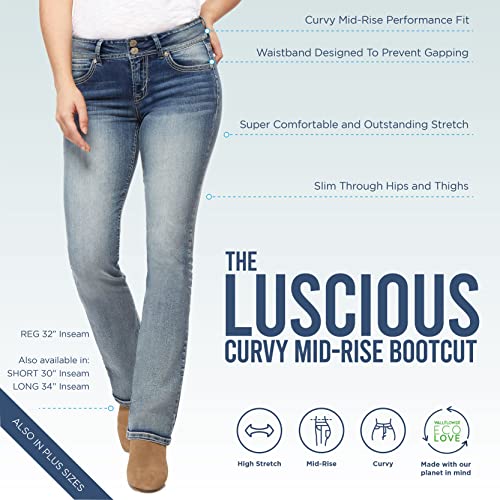 Curvy Mid-Rise Performance Fit
Waistband Designed To Prevent Gapping
Super Comfortable and Outstanding Stretch
Slim Through Hips and Thighs
THE
LUSCIOUS
CURVY MID-RISE BOOTCUT
REG 32" Inseam
Also available in:
SHORT 30" Inseam
LONG 34" Inseam
ALSO IN PLUS SIZES
High Stretch
Mid-Rise
Curvy
WALLFLOWER
ECO
LOVE
Made with our
planet in mind